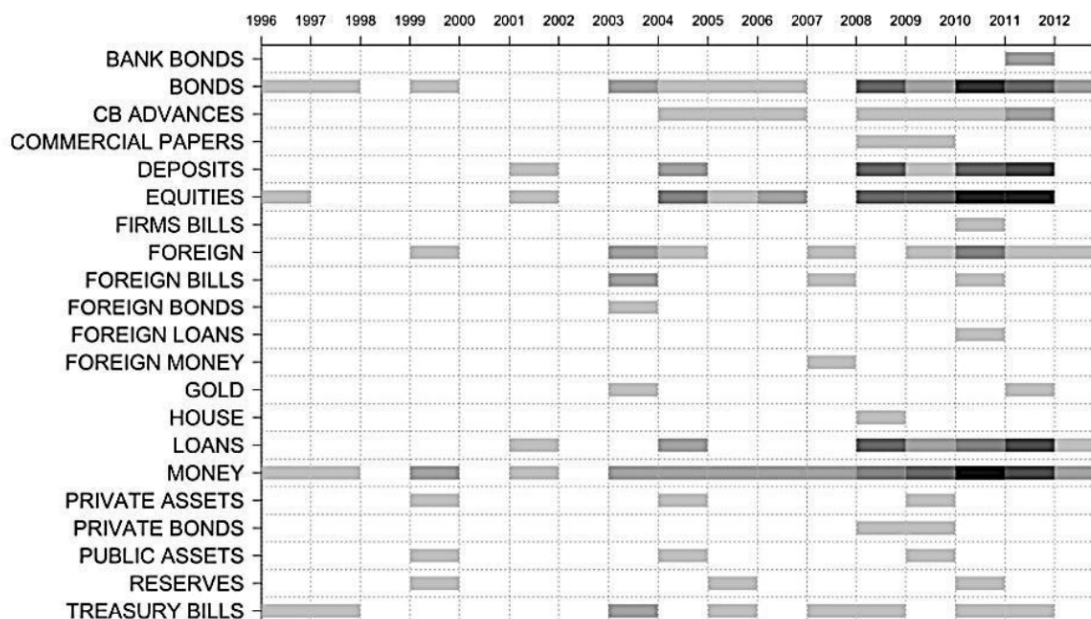 1996 1997 1998 1999 2000 2001 2002 2003 2004 2005 2006 2007 2008 2009 2010 2011 2012
BANK BONDS
BONDS
CB ADVANCES
COMMERCIAL PAPERS
DEPOSITS
EQUITIES
FIRMS BILLS
FOREIGN
FOREIGN BILLS
FOREIGN BONDS
FOREIGN LOANS
FOREIGN MONEY
GOLD
HOUSE
LOANS
MONEY
PRIVATE ASSETS
PRIVATE BONDS
PUBLIC ASSETS
RESERVES
TREASURY BILLS